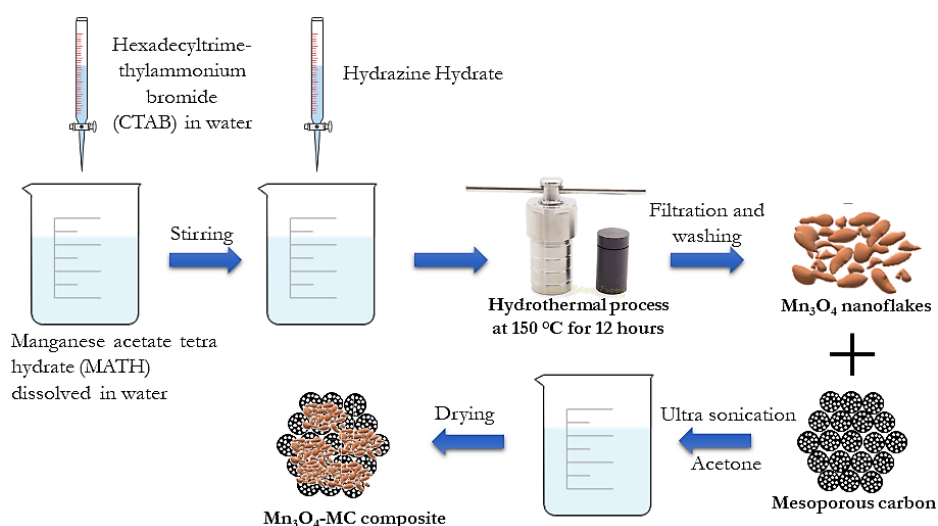 Hexadecyltrime-
thylammonium
bromide
(CTAB) in water
Hydrazine Hydrate
Stirring
Filtration and
washing
Manganese acetate tetra
hydrate (MATH)
dissolved in water
Hydrothermal process
at 150 °C for 12 hours
Mn₃O₄ nanoflakes
+
Drying
Ultra sonication
Acetone
Mn₃O₄-MC composite
Mesoporous carbon